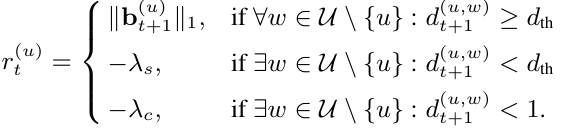 ‖b_{t+1}^{(u)}‖_1, if ∀w ∈ 𝒰 \ {u} : d_{t+1}^{(u,w)} ≥ d_th
r_t^{(u)} = { −λ_s, if ∃w ∈ 𝒰 \ {u} : d_{t+1}^{(u,w)} < d_th
−λ_c, if ∃w ∈ 𝒰 \ {u} : d_{t+1}^{(u,w)} < 1.